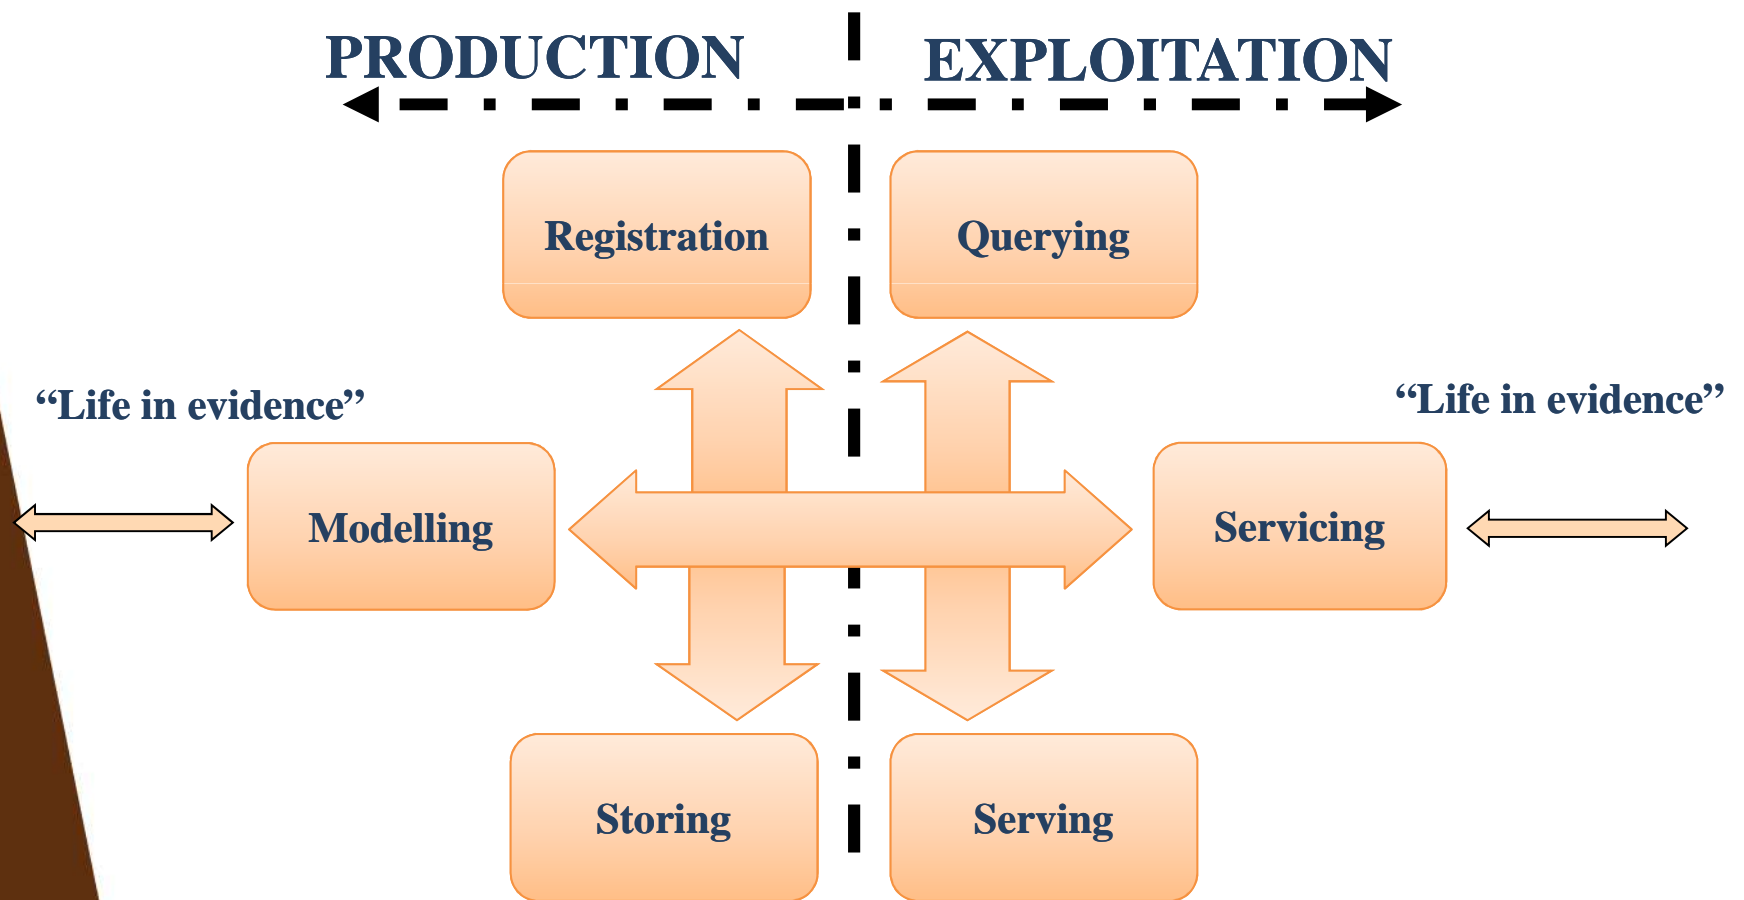 PRODUCTION
EXPLOITATION
Registration
Querying
“Life in evidence”
“Life in evidence”
Modelling
Servicing
Storing
Serving